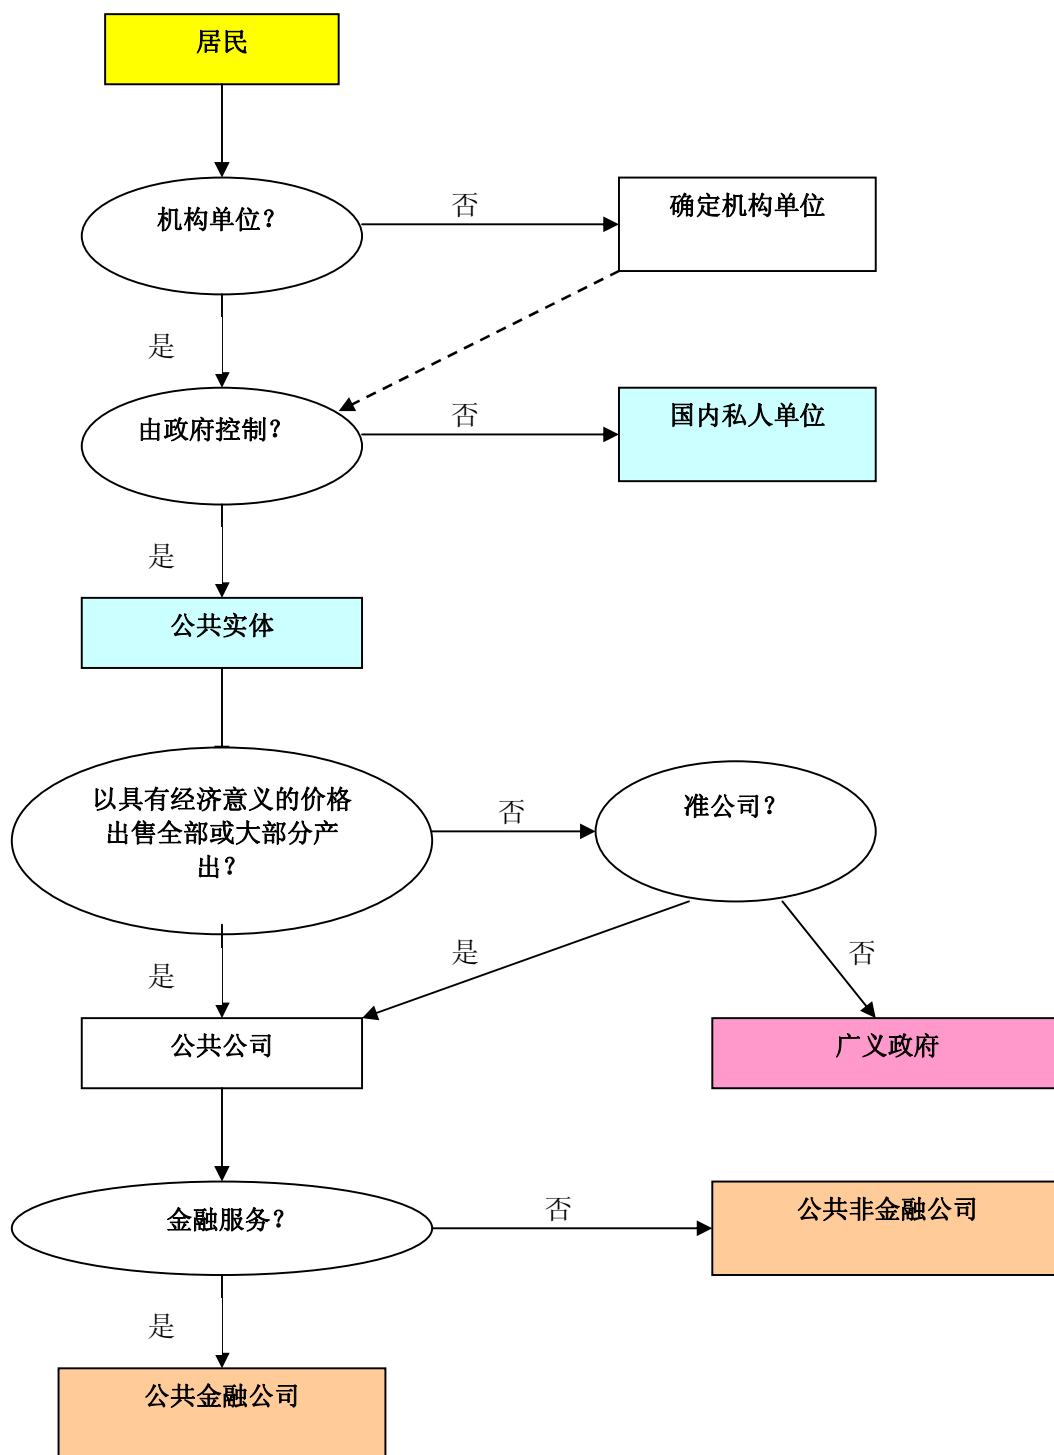 居民
机构单位？
否
确定机构单位
是
由政府控制？
否
国内私人单位
是
公共实体
以具有经济意义的价格
出售全部或大部分产
出？
否
准公司？
是
是
否
公共公司
广义政府
金融服务？
否
公共非金融公司
是
公共金融公司